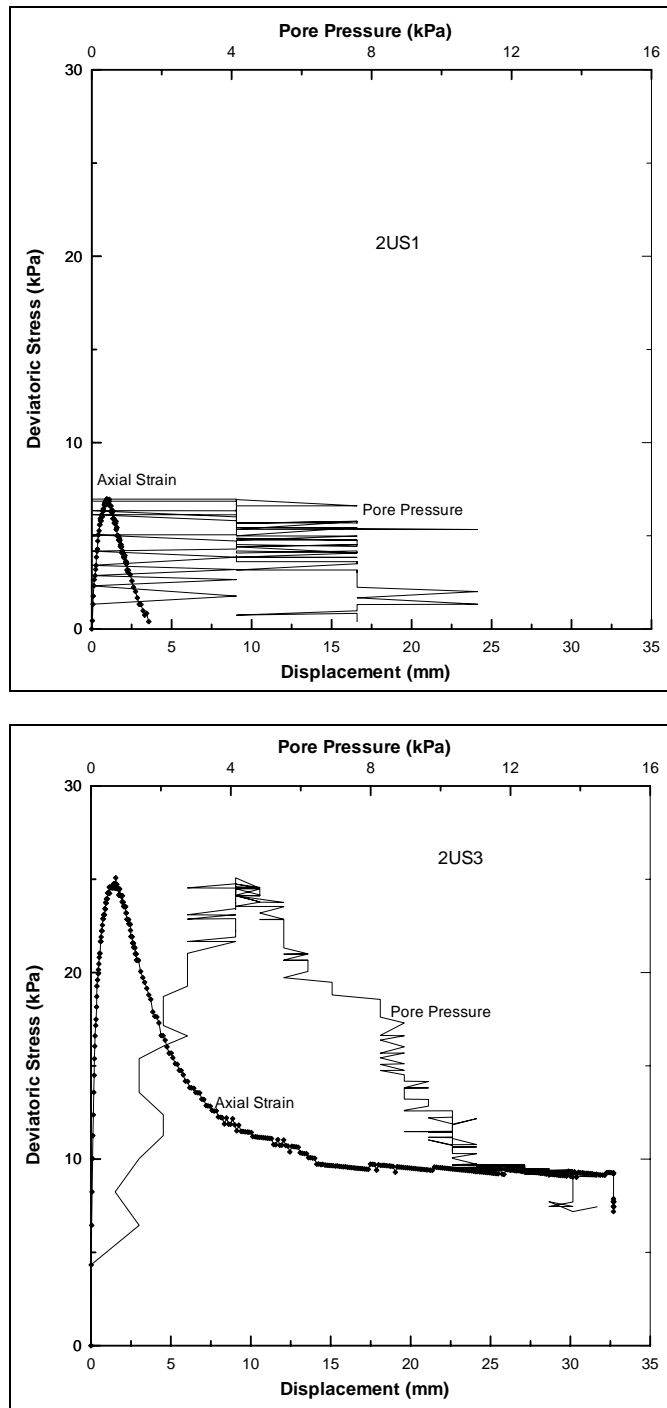 Pore Pressure (kPa)
0 4 8 12 16
30
20
10
0
Deviatoric Stress (kPa)
2US1
Axial Strain
Pore Pressure
0 5 10 15 20 25 30 35
Displacement (mm)
Pore Pressure (kPa)
0 4 8 12 16
30
20
10
0
Deviatoric Stress (kPa)
2US3
Pore Pressure
Axial Strain
0 5 10 15 20 25 30 35
Displacement (mm)